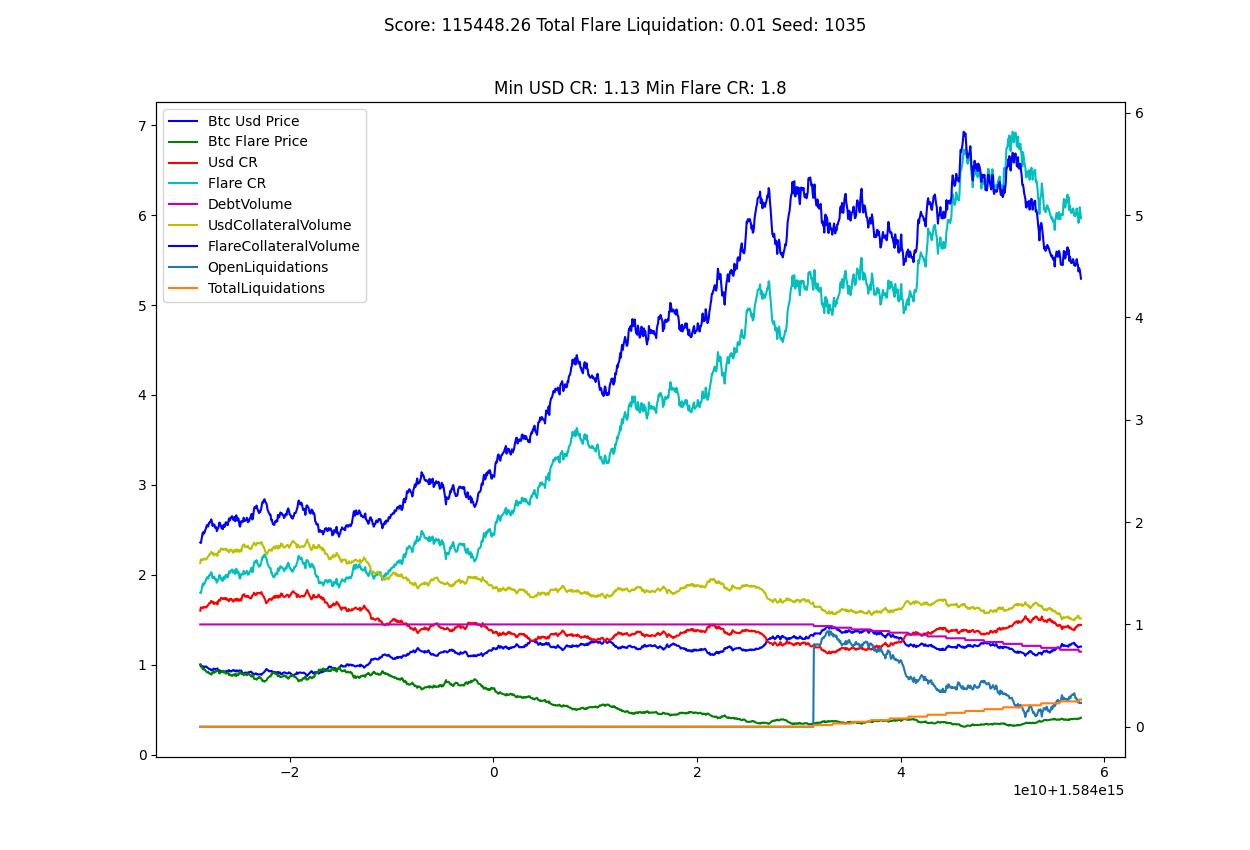 Score: 115448.26 Total Flare Liquidation: 0.01 Seed: 1035
Min USD CR: 1.13 Min Flare CR: 1.8
Btc Usd Price
Btc Flare Price
Usd CR
Flare CR
DebtVolume
UsdCollateralVolume
FlareCollateralVolume
OpenLiquidations
TotalLiquidations
7
6
5
4
3
2
1
0
6
5
4
3
2
1
0
−2
0
2
4
6
1e10+1.584e15